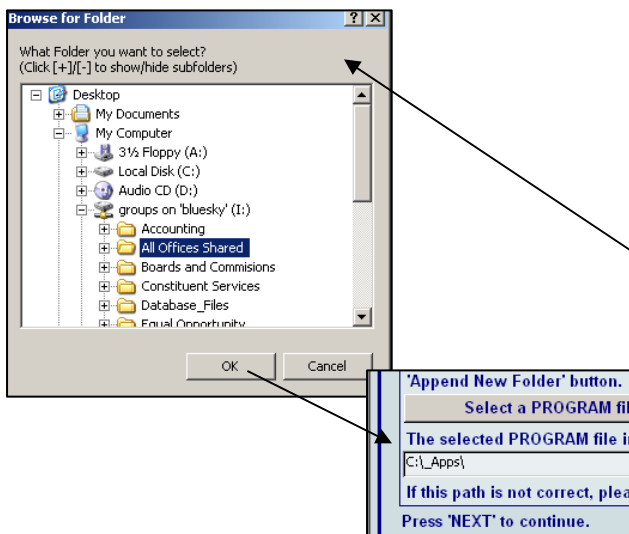 Browse for Folder
What Folder you want to select?
(Click [+]/[-] to show/hide subfolders)
Desktop
My Documents
My Computer
3½ Floppy (A:)
Local Disk (C:)
Audio CD (D:)
groups on 'bluesky' (I:)
Accounting
All Offices Shared
Boards and Commisions
Constituent Services
Database_Files
Equal Opportunity
OK Cancel
'Append New Folder' button.
Select a PROGRAM
The selected PROGRAM file
C:\_Apps\
If this path is not correct,
Press 'NEXT' to continue.